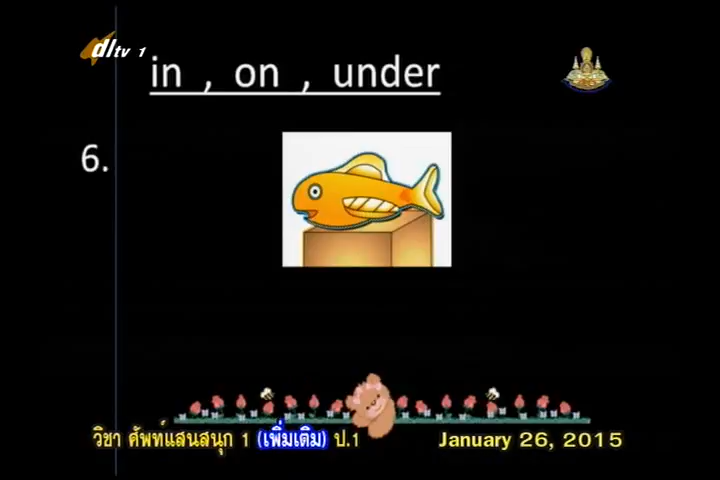 dltv 1
in , on , under
6.
วิชา ศัพท์แสนสนุก 1 (เพิ่มเติม) ป.1
January 26, 2015